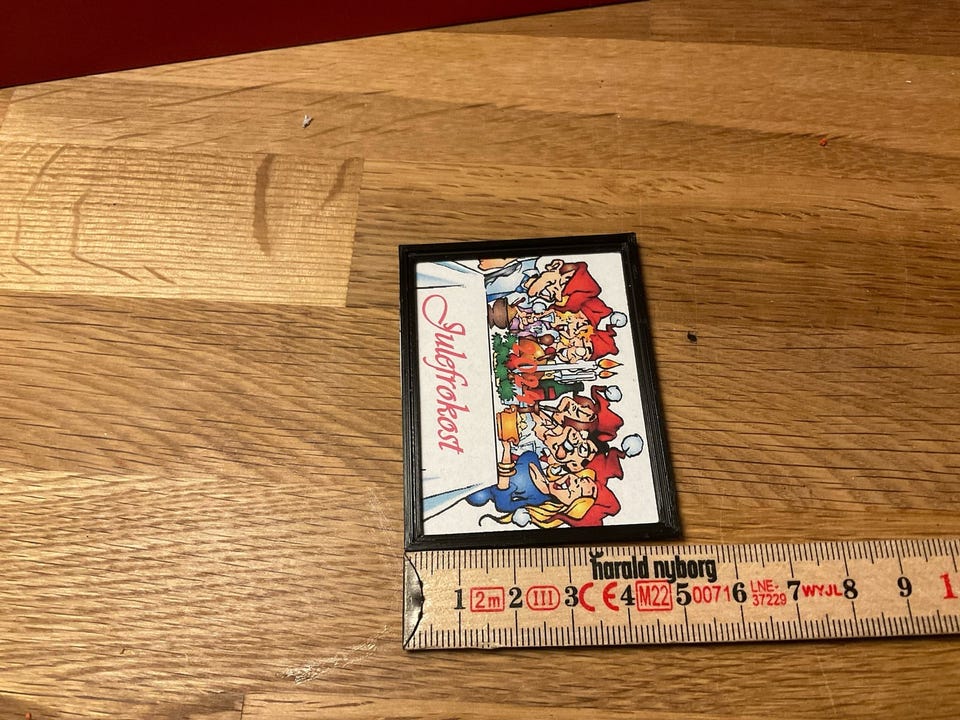 Julefrokost
2024
harald nyborg
1 2m 2 III 3 CE 4 M22 5 0071 6 LNE-37229 7 WYJL 8 9 1